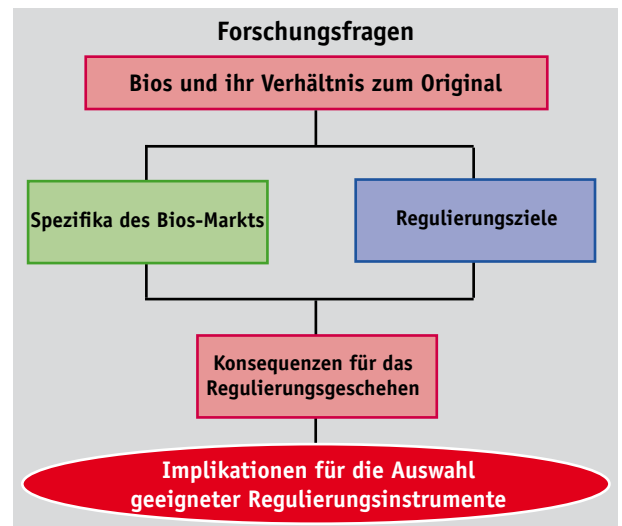 Forschungsfragen
Bios und ihr Verhältnis zum Original
Spezifika des Bios-Markts
Regulierungsziele
Konsequenzen für das
Regulierungsgeschehen
Implikationen für die Auswahl
geeigneter Regulierungsinstrumente